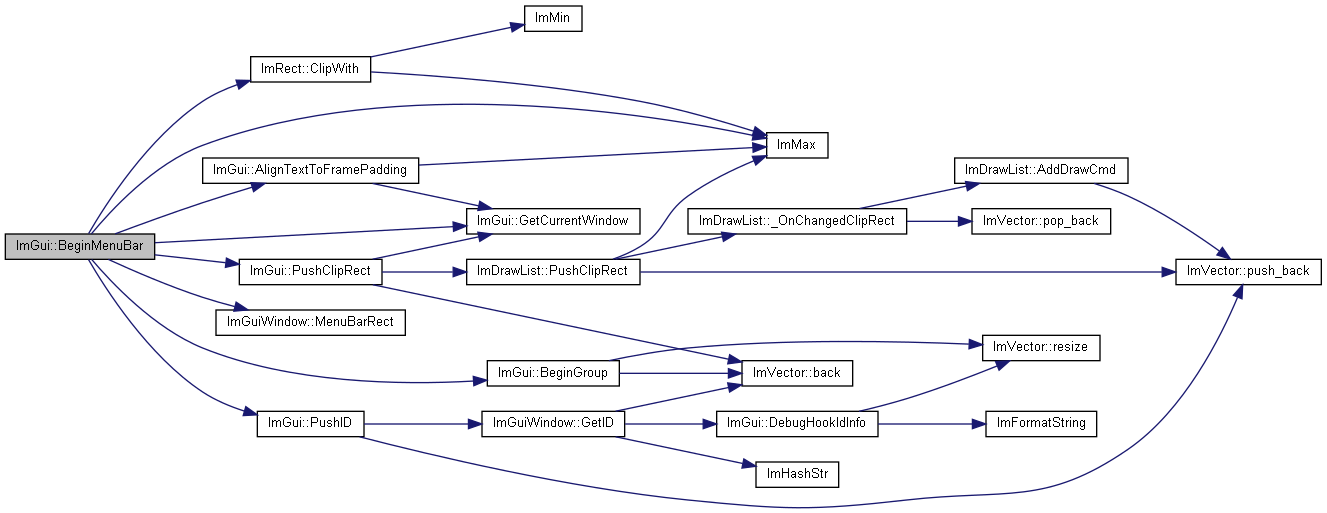 ImMin
ImRect::ClipWith
ImMax
ImGui::AlignTextToFramePadding
ImDrawList::AddDrawCmd
ImGui::GetCurrentWindow
ImDrawList::_OnChangedClipRect
ImVector::pop_back
ImGui::BeginMenuBar
ImGui::PushClipRect
ImDrawList::PushClipRect
ImVector::push_back
ImGuiWindow::MenuBarRect
ImVector::resize
ImGui::BeginGroup
ImVector::back
ImGui::PushID
ImGuiWindow::GetID
ImGui::DebugHookIdInfo
ImFormatString
ImHashStr